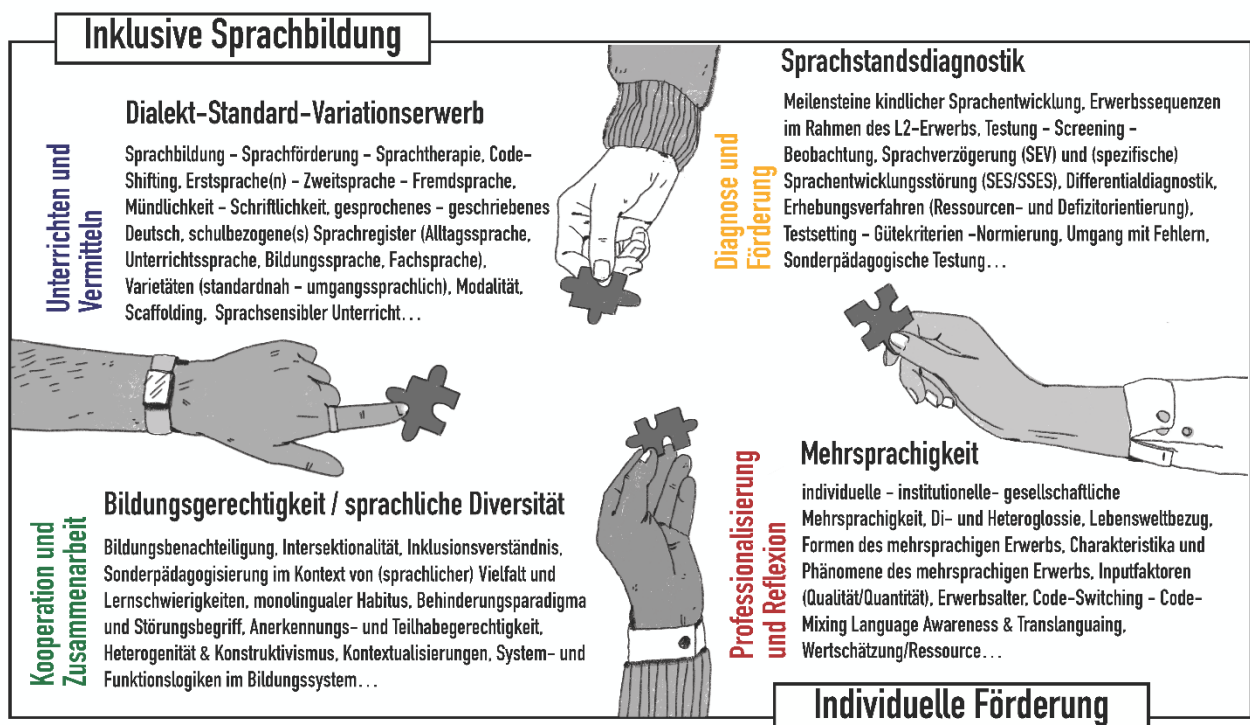 Inklusive Sprachbildung
Unterrichten und
Vermitteln
Dialekt-Standard-Variationserwerb
Sprachbildung – Sprachförderung – Sprachtherapie, Code-
Shifting, Erstsprache(n) – Zweitsprache – Fremdsprache,
Mündlichkeit – Schriftlichkeit, gesprochenes – geschriebenes
Deutsch, schulbezogene(s) Sprachregister (Alltagssprache,
Unterrichtssprache, Bildungssprache, Fachsprache),
Varietäten (standardnah – umgangssprachlich), Modalität,
Scaffolding, Sprachsensibler Unterricht…
Diagnose und
Förderung
Sprachstandsdiagnostik
Meilensteine kindlicher Sprachentwicklung, Erwerbssequenzen
im Rahmen des L2-Erwerbs, Testung – Screening –
Beobachtung, Sprachverzögerung (SEV) und (spezifische)
Sprachentwicklungsstörung (SES/SSES), Differentialdiagnostik,
Erhebungsverfahren (Ressourcen- und Defizitorientierung),
Testsetting – Gütekriterien –Normierung, Umgang mit Fehlern,
Sonderpädagogische Testung…
Kooperation und
Zusammenarbeit
Bildungsgerechtigkeit / sprachliche Diversität
Bildungsbenachteiligung, Intersektionalität, Inklusionsverständnis,
Sonderpädagogisierung im Kontext von (sprachlicher) Vielfalt und
Lernschwierigkeiten, monolingualer Habitus, Behinderungsparadigma
und Störungsbegriff, Anerkennungs- und Teilhabegerechtigkeit,
Heterogenität & Konstruktivismus, Kontextualisierungen, System- und
Funktionslogiken im Bildungssystem…
Professionalisierung
und Reflexion
Mehrsprachigkeit
individuelle – institutionelle- gesellschaftliche
Mehrsprachigkeit, Di- und Heteroglossie, Lebensweltbezug,
Formen des mehrsprachigen Erwerbs, Charakteristika und
Phänomene des mehrsprachigen Erwerbs, Inputfaktoren
(Qualität/Quantität), Erwerbsalter, Code-Switching – Code-
Mixing Language Awareness & Translanguaing,
Wertschätzung/Ressource…
Individuelle Förderung